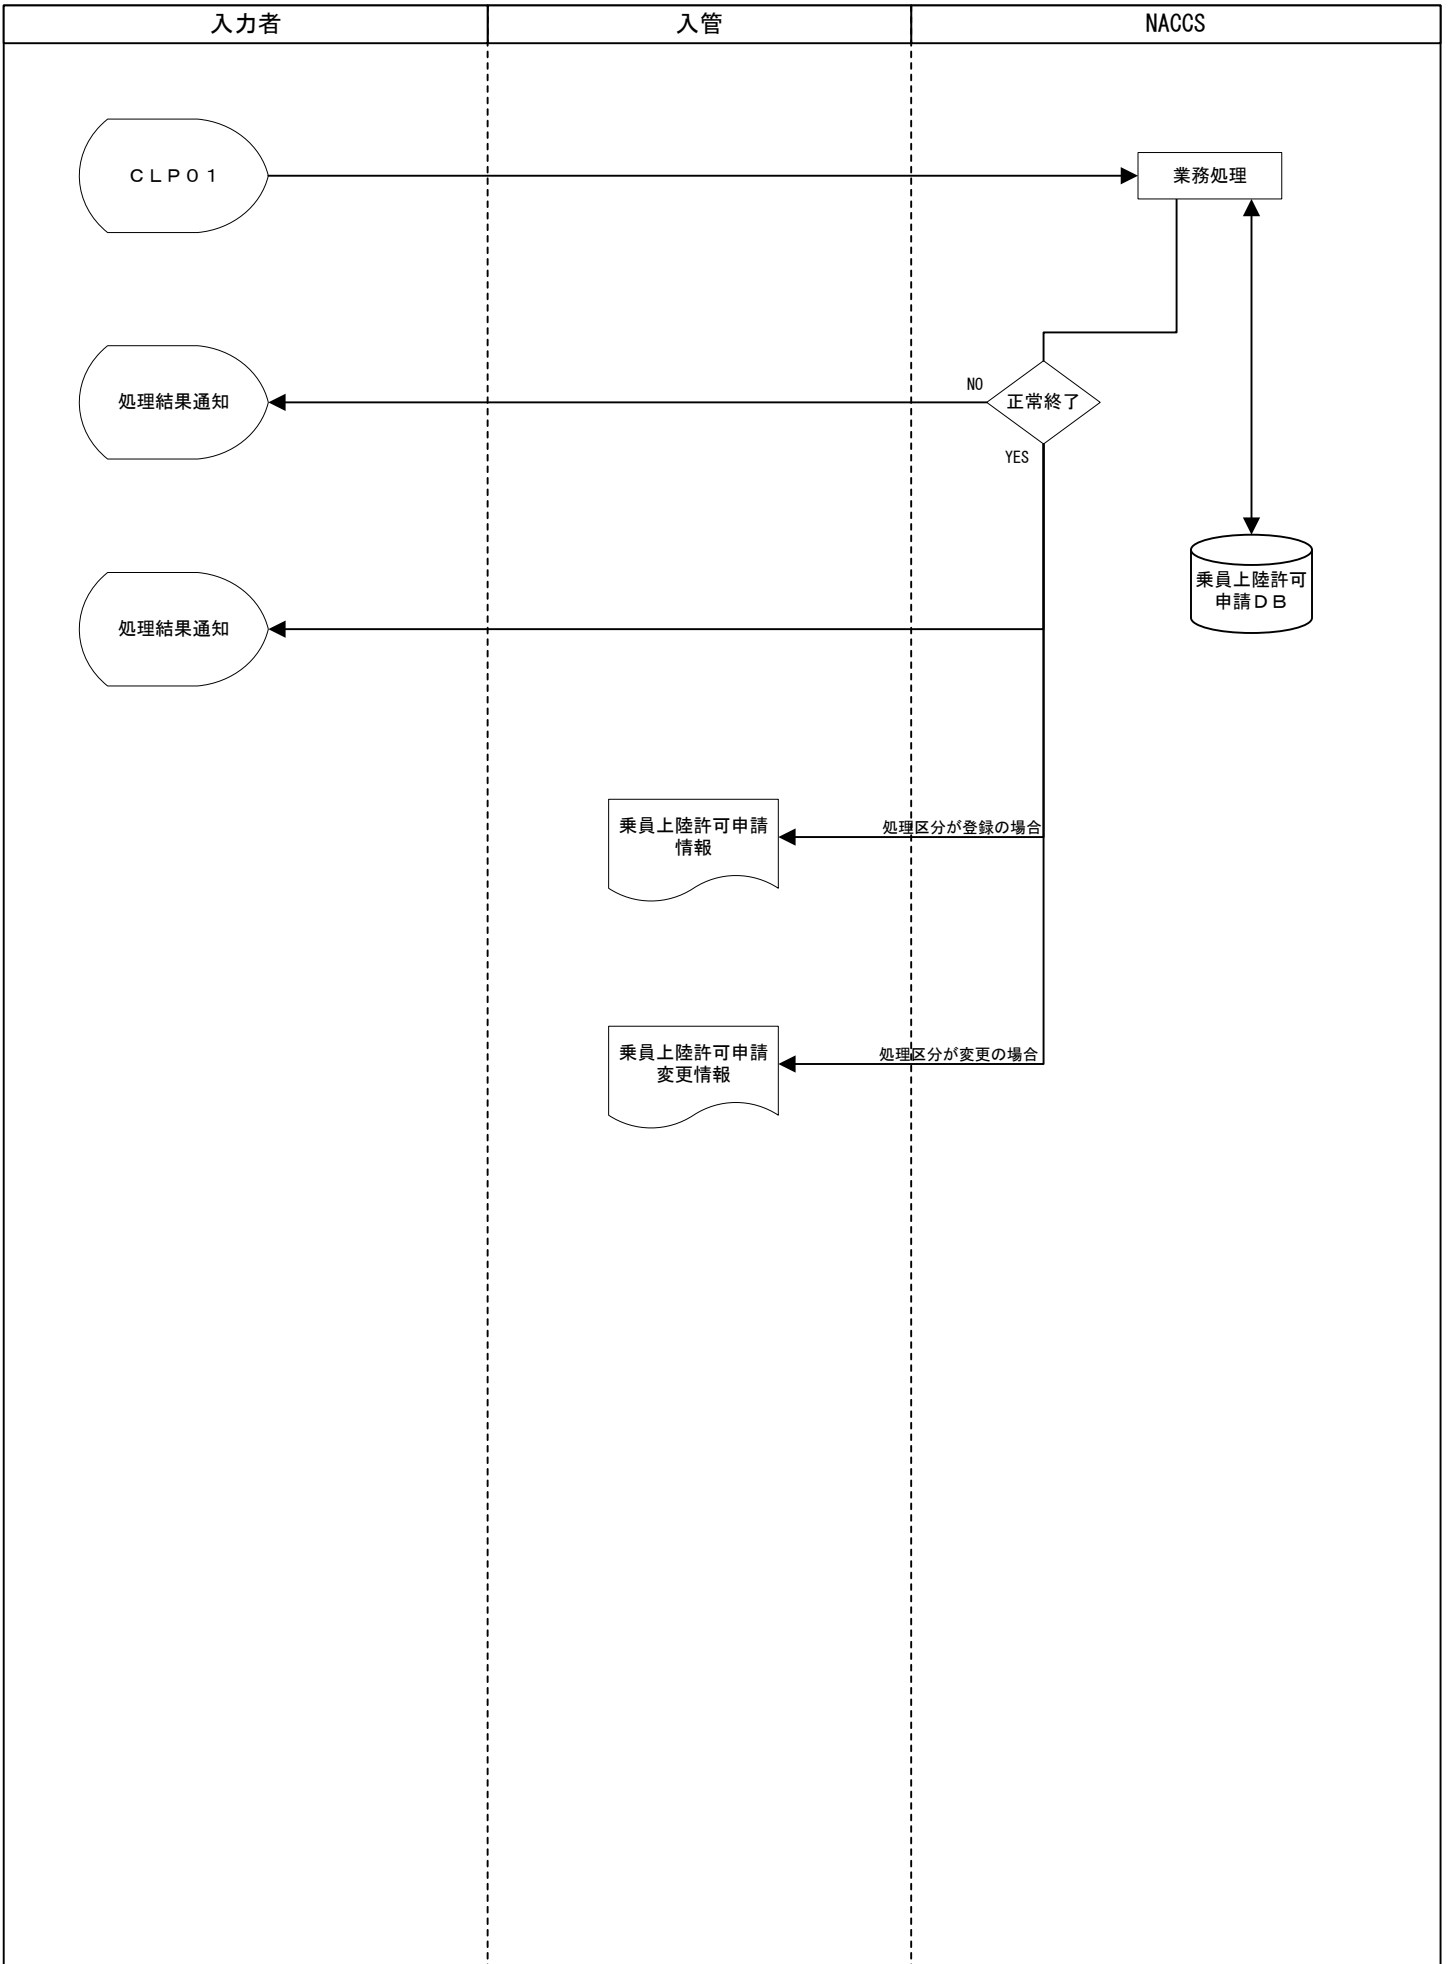 入力者
入管
NACCS
ＣＬＰ０１
業務処理
処理結果通知
NO
正常終了
YES
乗員上陸許可
申請ＤＢ
処理結果通知
乗員上陸許可申請
情報
処理区分が登録の場合
乗員上陸許可申請
変更情報
処理区分が変更の場合